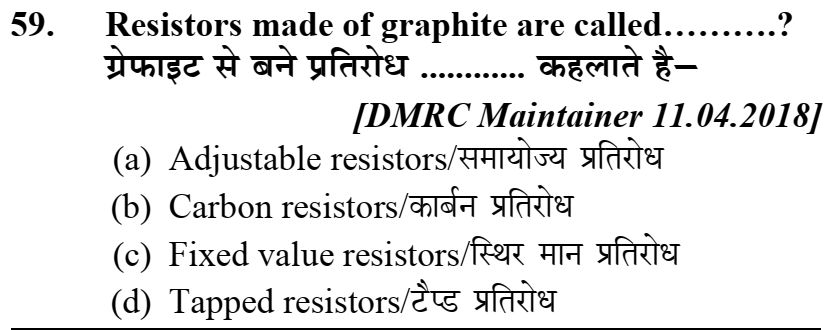 59. Resistors made of graphite are called……….?
ग्रेफाइट से बने प्रतिरोध ............ कहलाते है–
[DMRC Maintainer 11.04.2018]
(a) Adjustable resistors/समायोज्य प्रतिरोध
(b) Carbon resistors/कार्बन प्रतिरोध
(c) Fixed value resistors/स्थिर मान प्रतिरोध
(d) Tapped resistors/टैप्ड प्रतिरोध